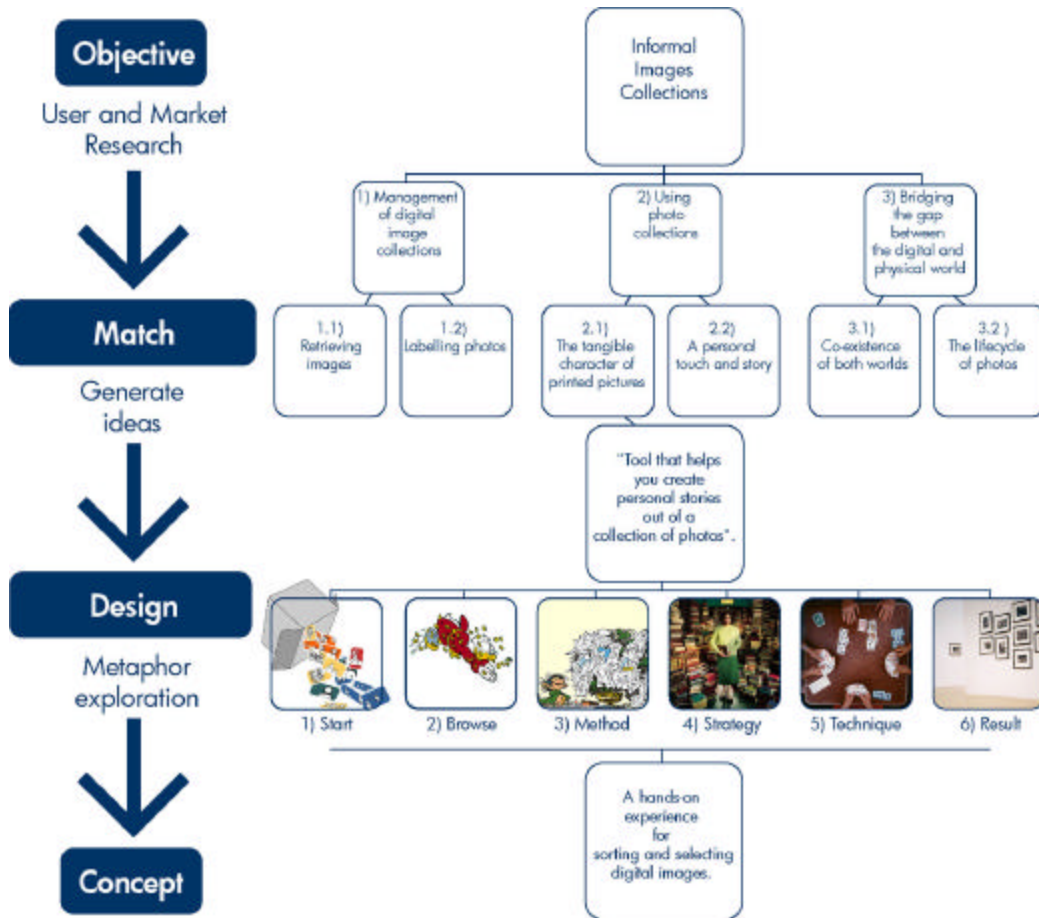 Objective
User and Market
Research
Match
Generate
ideas
Design
Metaphor
exploration
Concept
Informal
Images
Collections
1) Management
of digital
image
collections
2) Using
photo
collections
3) Bridging
the gap
between
the digital and
physical world
1.1)
Retrieving
images
1.2)
Labelling photos
2.1)
The tangible
character of
printed pictures
2.2)
A personal
touch and story
3.1)
Co-existence
of both worlds
3.2 )
The lifecycle
of photos
"Tool that helps
you create
personal stories
out of a
collection of photos".
1) Start
2) Browse
3) Method
4) Strategy
5) Technique
6) Result
A hands-on
experience
for
sorting and selecting
digital images.